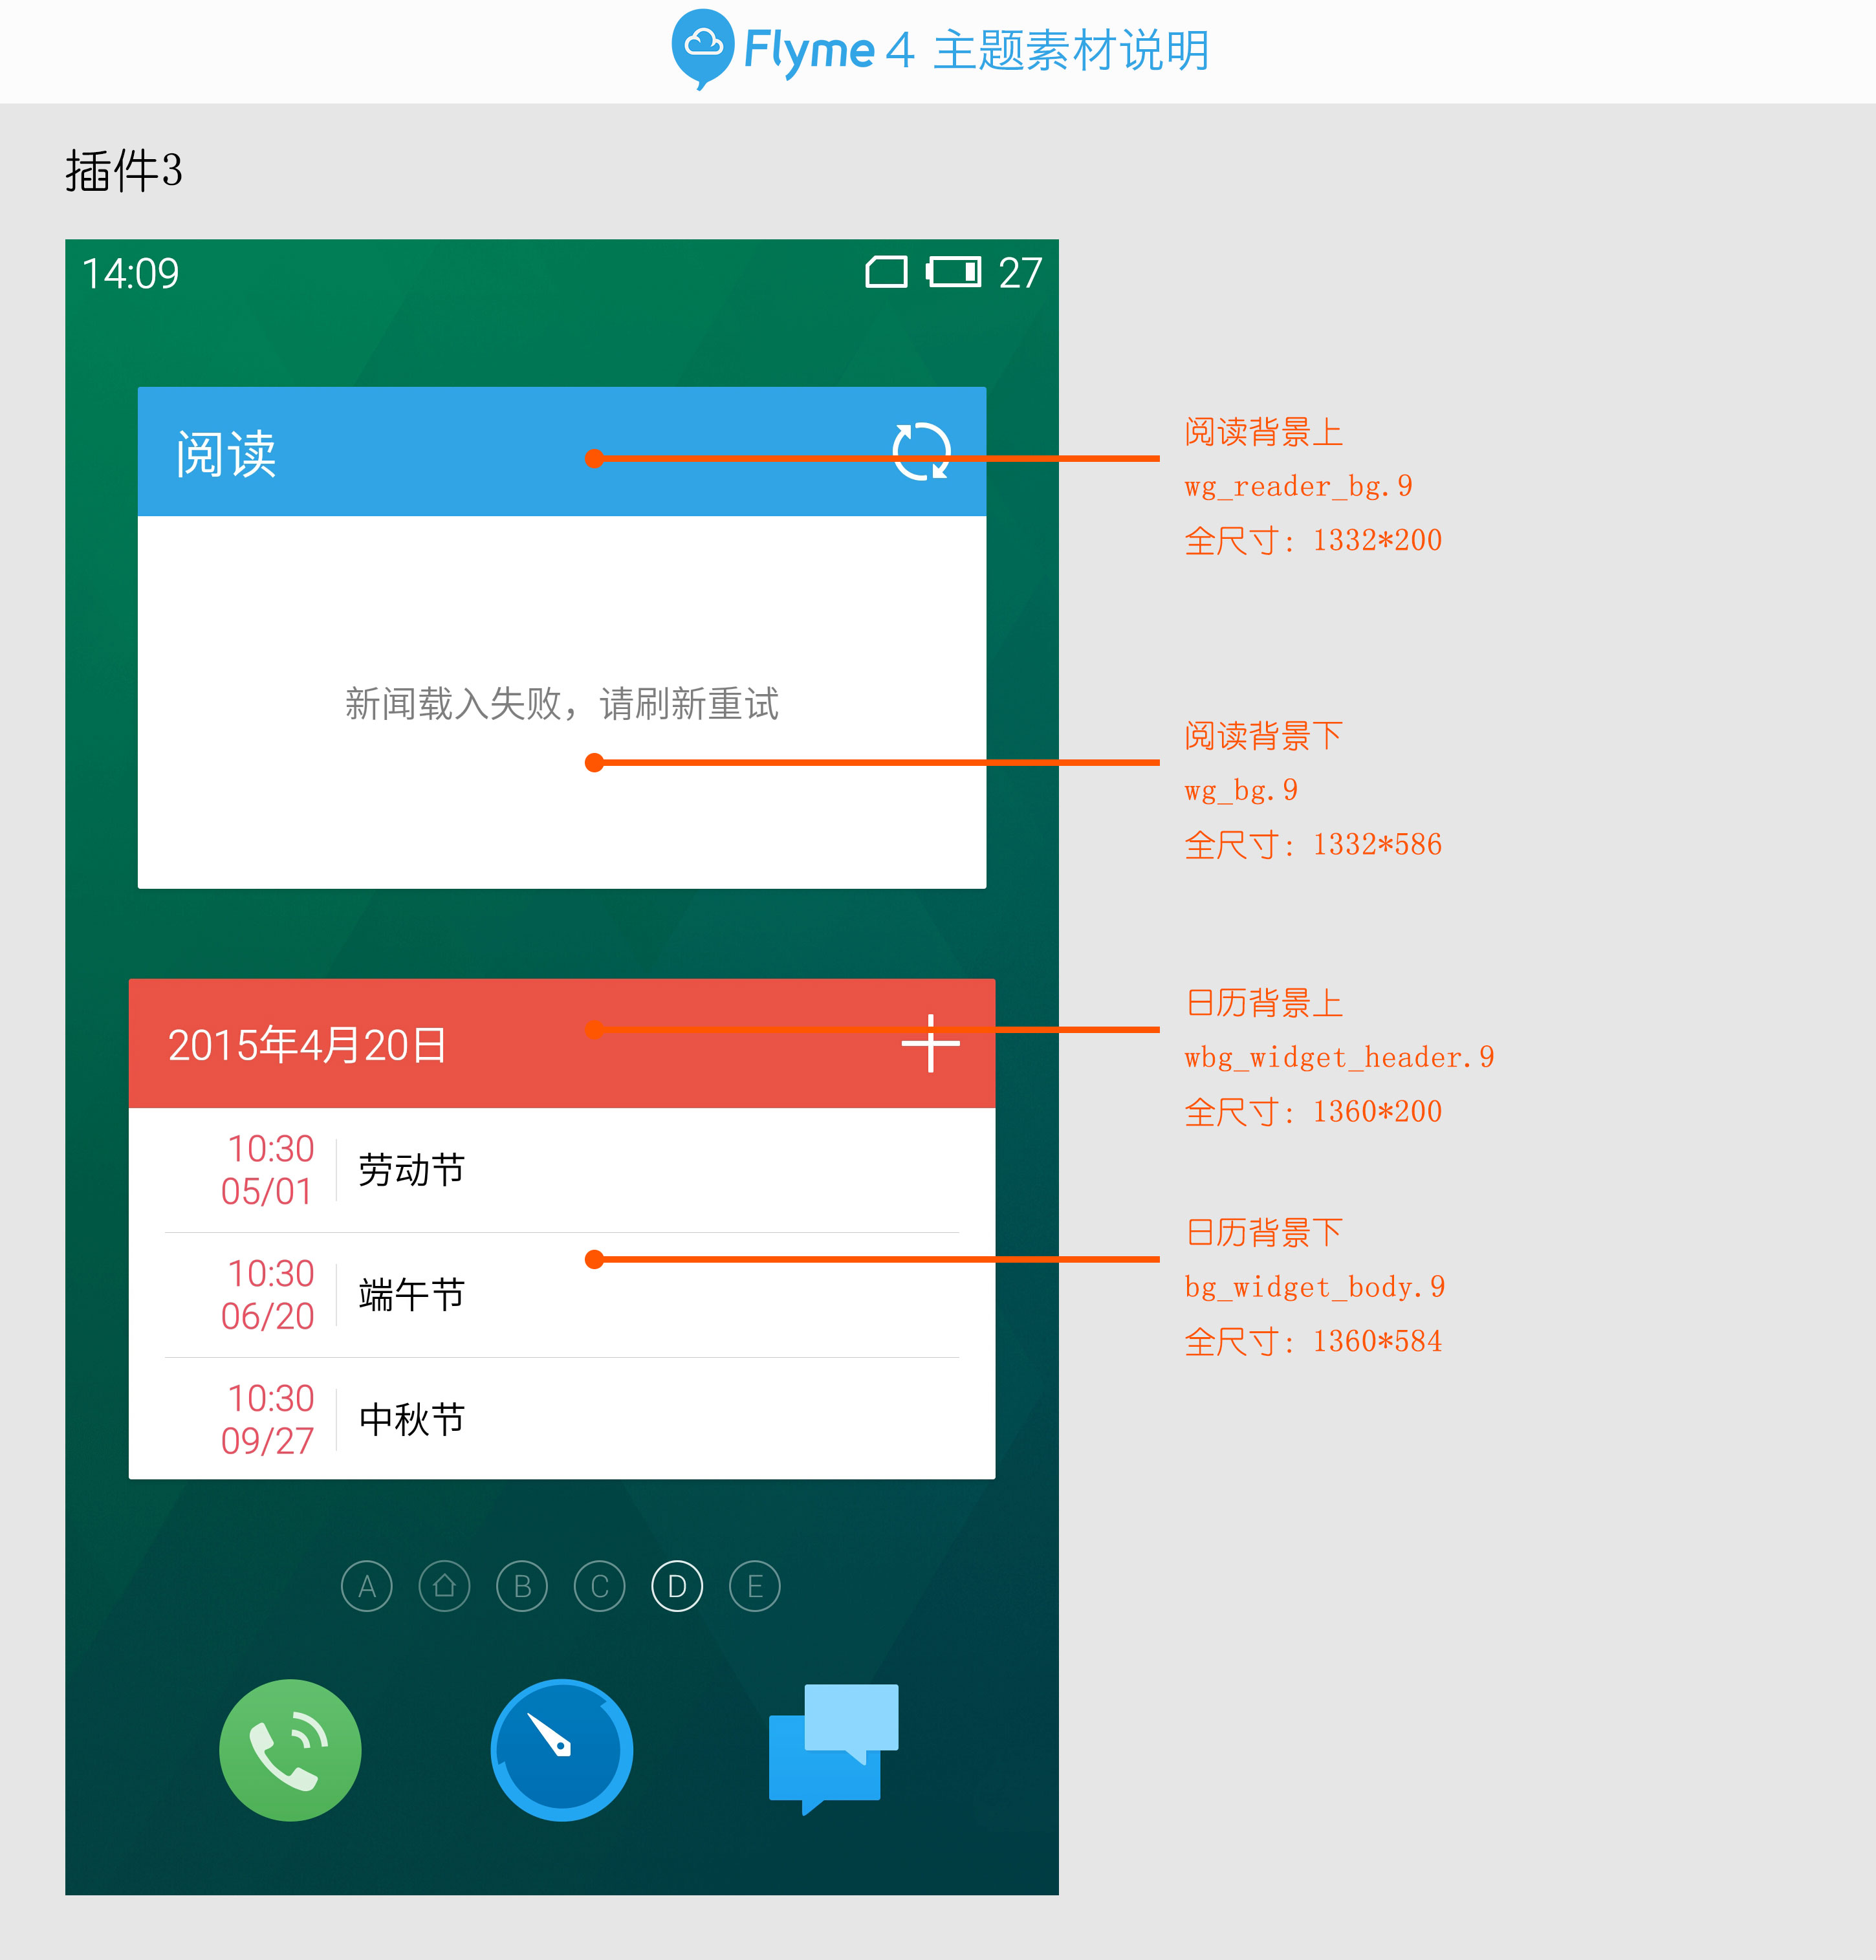 Flyme 4 主题素材说明
插件3
14:09
27
阅读
新闻载入失败，请刷新重试
2015年4月20日
10:30
05/01
劳动节
10:30
06/20
端午节
10:30
09/27
中秋节
A B C D E
阅读背景上
wg_reader_bg.9
全尺寸: 1332*200
阅读背景下
wg_bg.9
全尺寸: 1332*586
日历背景上
wbg_widget_header.9
全尺寸: 1360*200
日历背景下
bg_widget_body.9
全尺寸: 1360*584